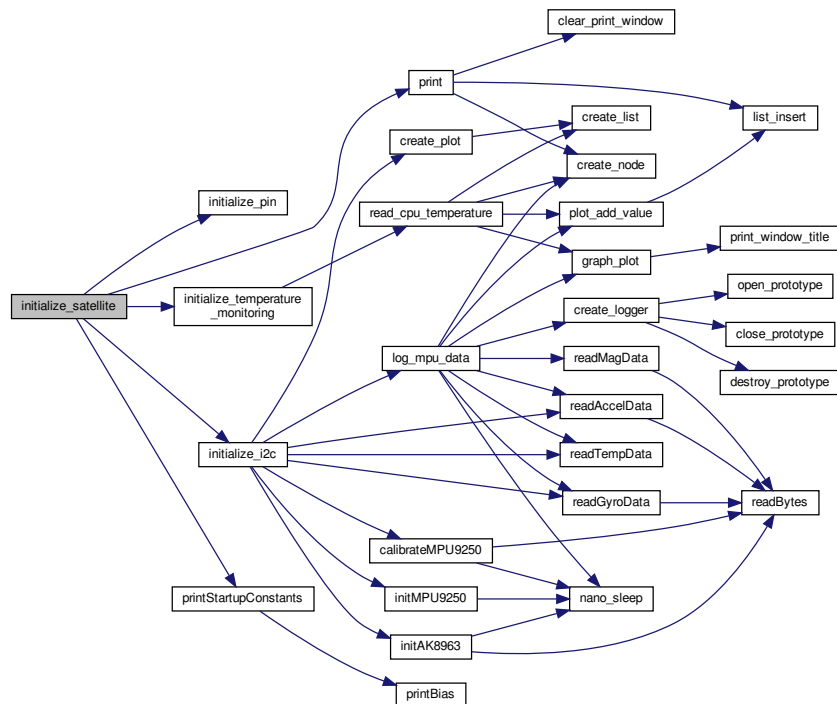 clear_print_window
print
list_insert
create_list
create_plot
create_node
initialize_pin
read_cpu_temperature
plot_add_value
print_window_title
graph_plot
open_prototype
initialize_satellite
initialize_temperature
_monitoring
create_logger
close_prototype
log_mpu_data
readMagData
destroy_prototype
readAccelData
initialize_i2c
readTempData
readGyroData
readBytes
calibrateMPU9250
printStartupConstants
initMPU9250
nano_sleep
initAK8963
printBias